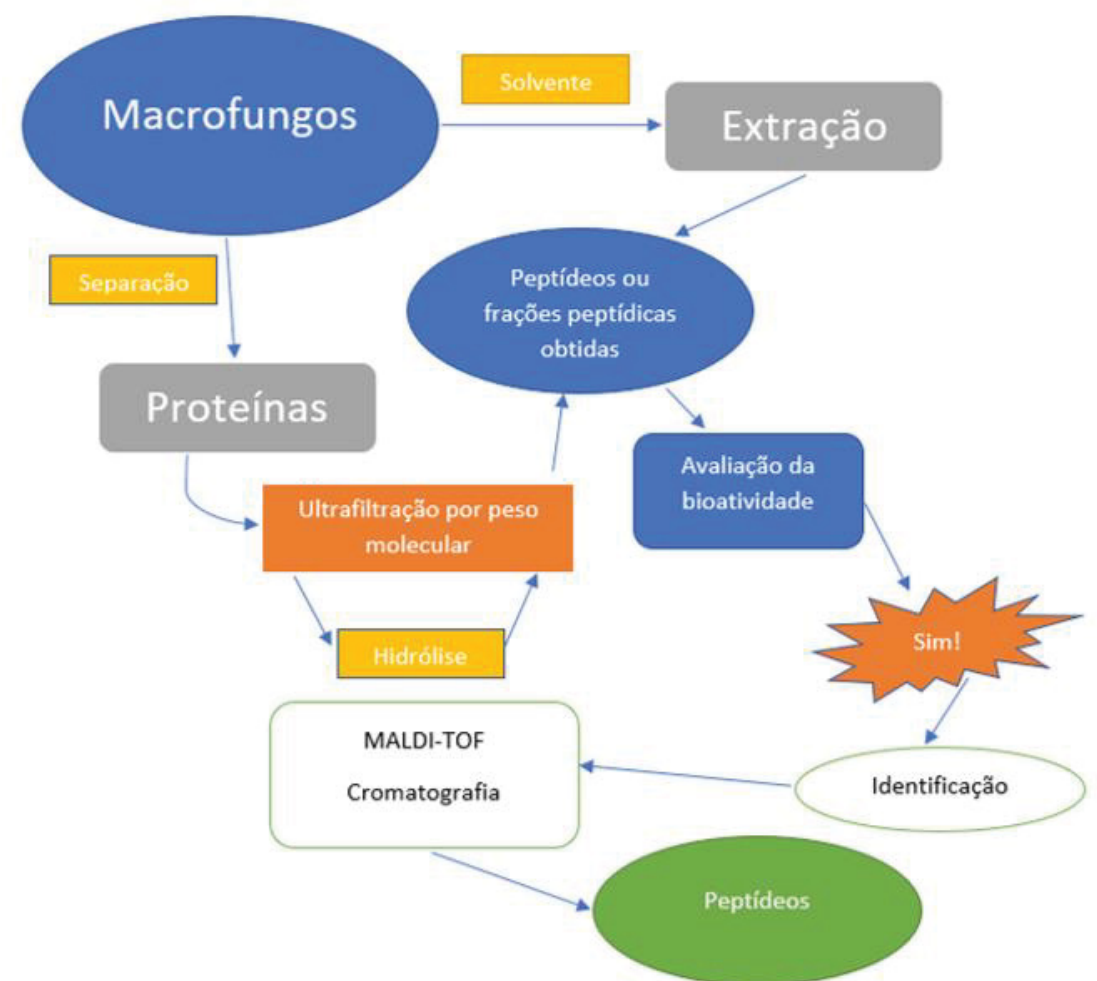 Macrofungos
Solvente
Extração
Separação
Peptídeos ou
frações peptídicas
obtidas
Proteínas
Avaliação da
bioatividade
Ultrafiltração por peso
molecular
Sim!
Hidrólise
MALDI-TOF
Cromatografia
Identificação
Peptídeos